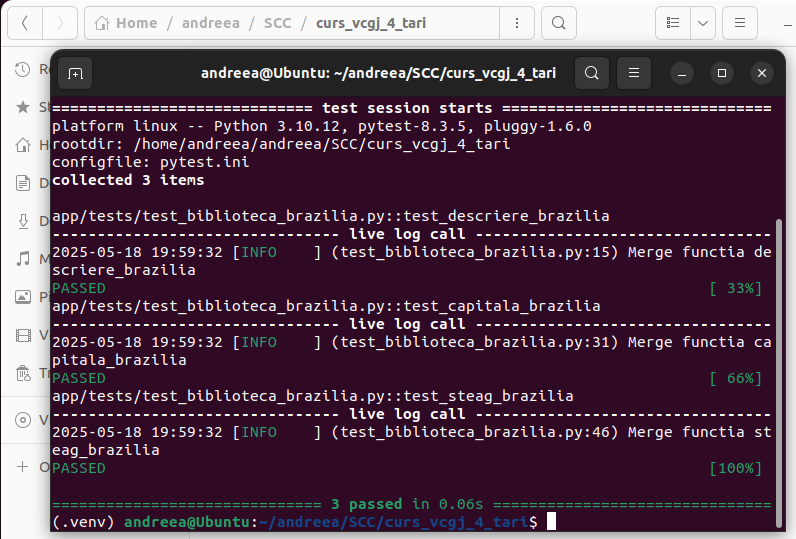 Home / andreea / SCC / curs_vcgj_4_tari
andreea@Ubuntu: ~/andreea/SCC/curs_vcgj_4_tari
============================= test session starts ==============================
platform linux -- Python 3.10.12, pytest-8.3.5, pluggy-1.6.0
rootdir: /home/andreea/andreea/SCC/curs_vcgj_4_tari
configfile: pytest.ini
collected 3 items
app/tests/test_biblioteca_brazilia.py::test_descriere_brazilia
-------------------------------- live log call ---------------------------------
2025-05-18 19:59:32 [INFO    ] (test_biblioteca_brazilia.py:15) Merge functia de
scriere_brazilia
PASSED [ 33%]
app/tests/test_biblioteca_brazilia.py::test_capitala_brazilia
-------------------------------- live log call ---------------------------------
2025-05-18 19:59:32 [INFO    ] (test_biblioteca_brazilia.py:31) Merge functia ca
pitala_brazilia
PASSED [ 66%]
app/tests/test_biblioteca_brazilia.py::test_steag_brazilia
-------------------------------- live log call ---------------------------------
2025-05-18 19:59:32 [INFO    ] (test_biblioteca_brazilia.py:46) Merge functia st
eag_brazilia
PASSED [100%]
============================== 3 passed in 0.06s ===============================
(.venv) andreea@Ubuntu:~/andreea/SCC/curs_vcgj_4_tari$